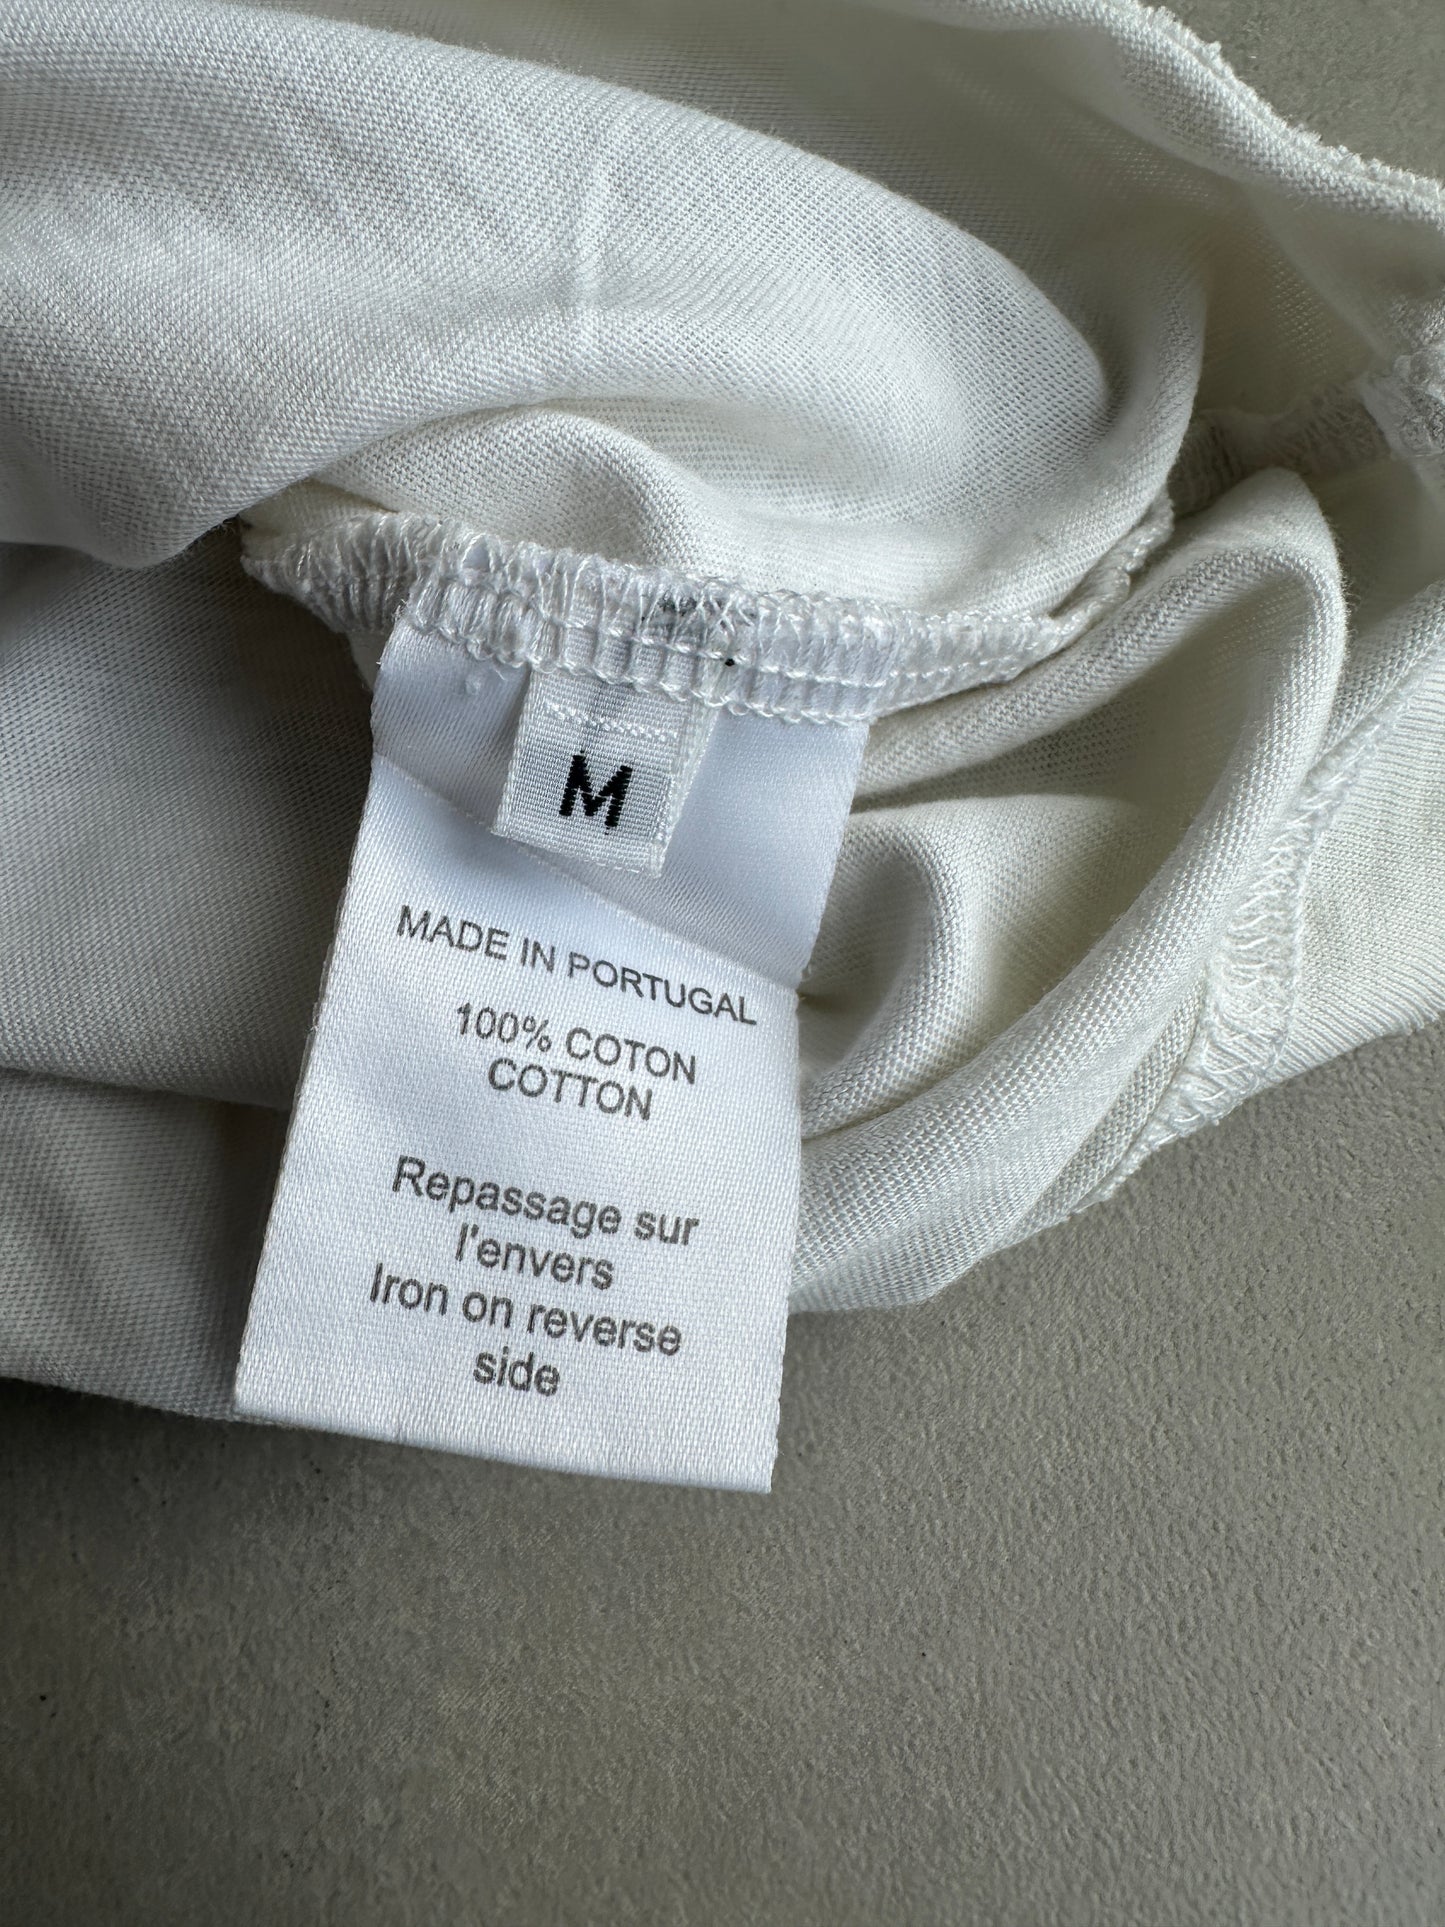 M
MADE IN PORTUGAL
100% COTON
COTTON
Repassage sur
l'envers
Iron on reverse
side